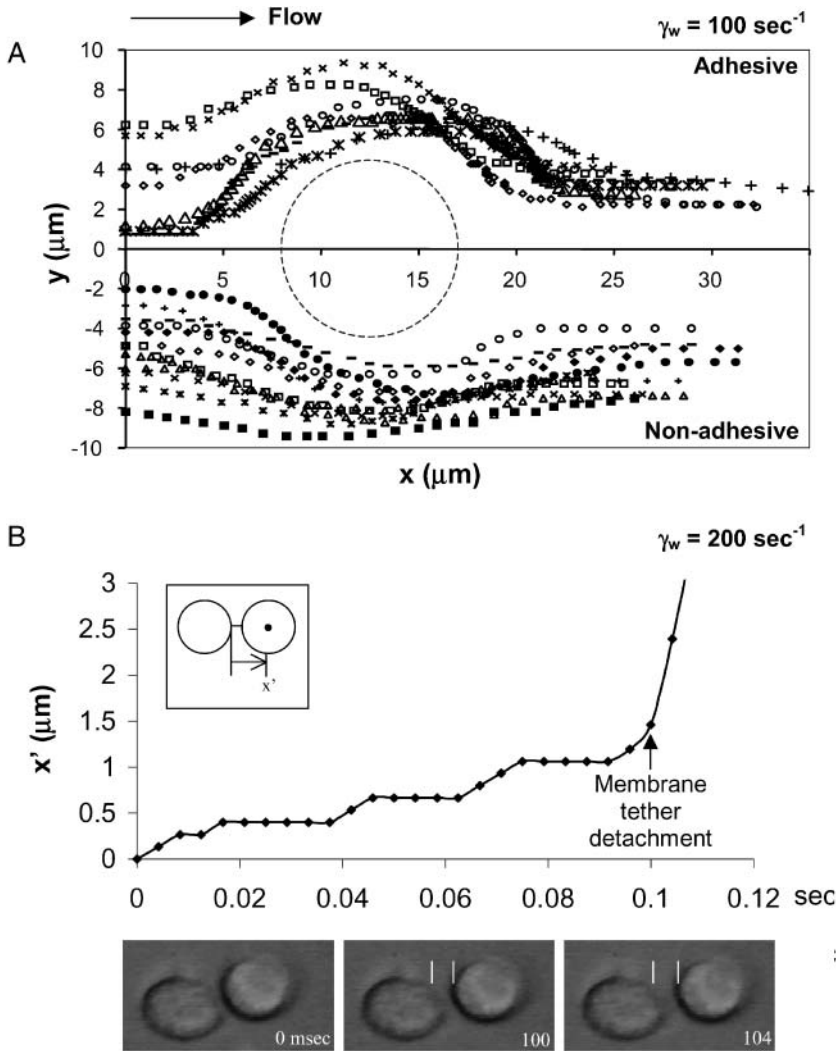 Flow
γw = 100 sec-1
A
Adhesive
10
8
6
4
2
0
-2
-4
-6
-8
-10
y (μm)
0 5 10 15 20 25 30
Non-adhesive
x (μm)
B
γw = 200 sec-1
3
2.5
2
1.5
1
0.5
0
x' (μm)
x'
Membrane
tether
detachment
0 0.02 0.04 0.06 0.08 0.1 0.12 sec
0 msec
100
104